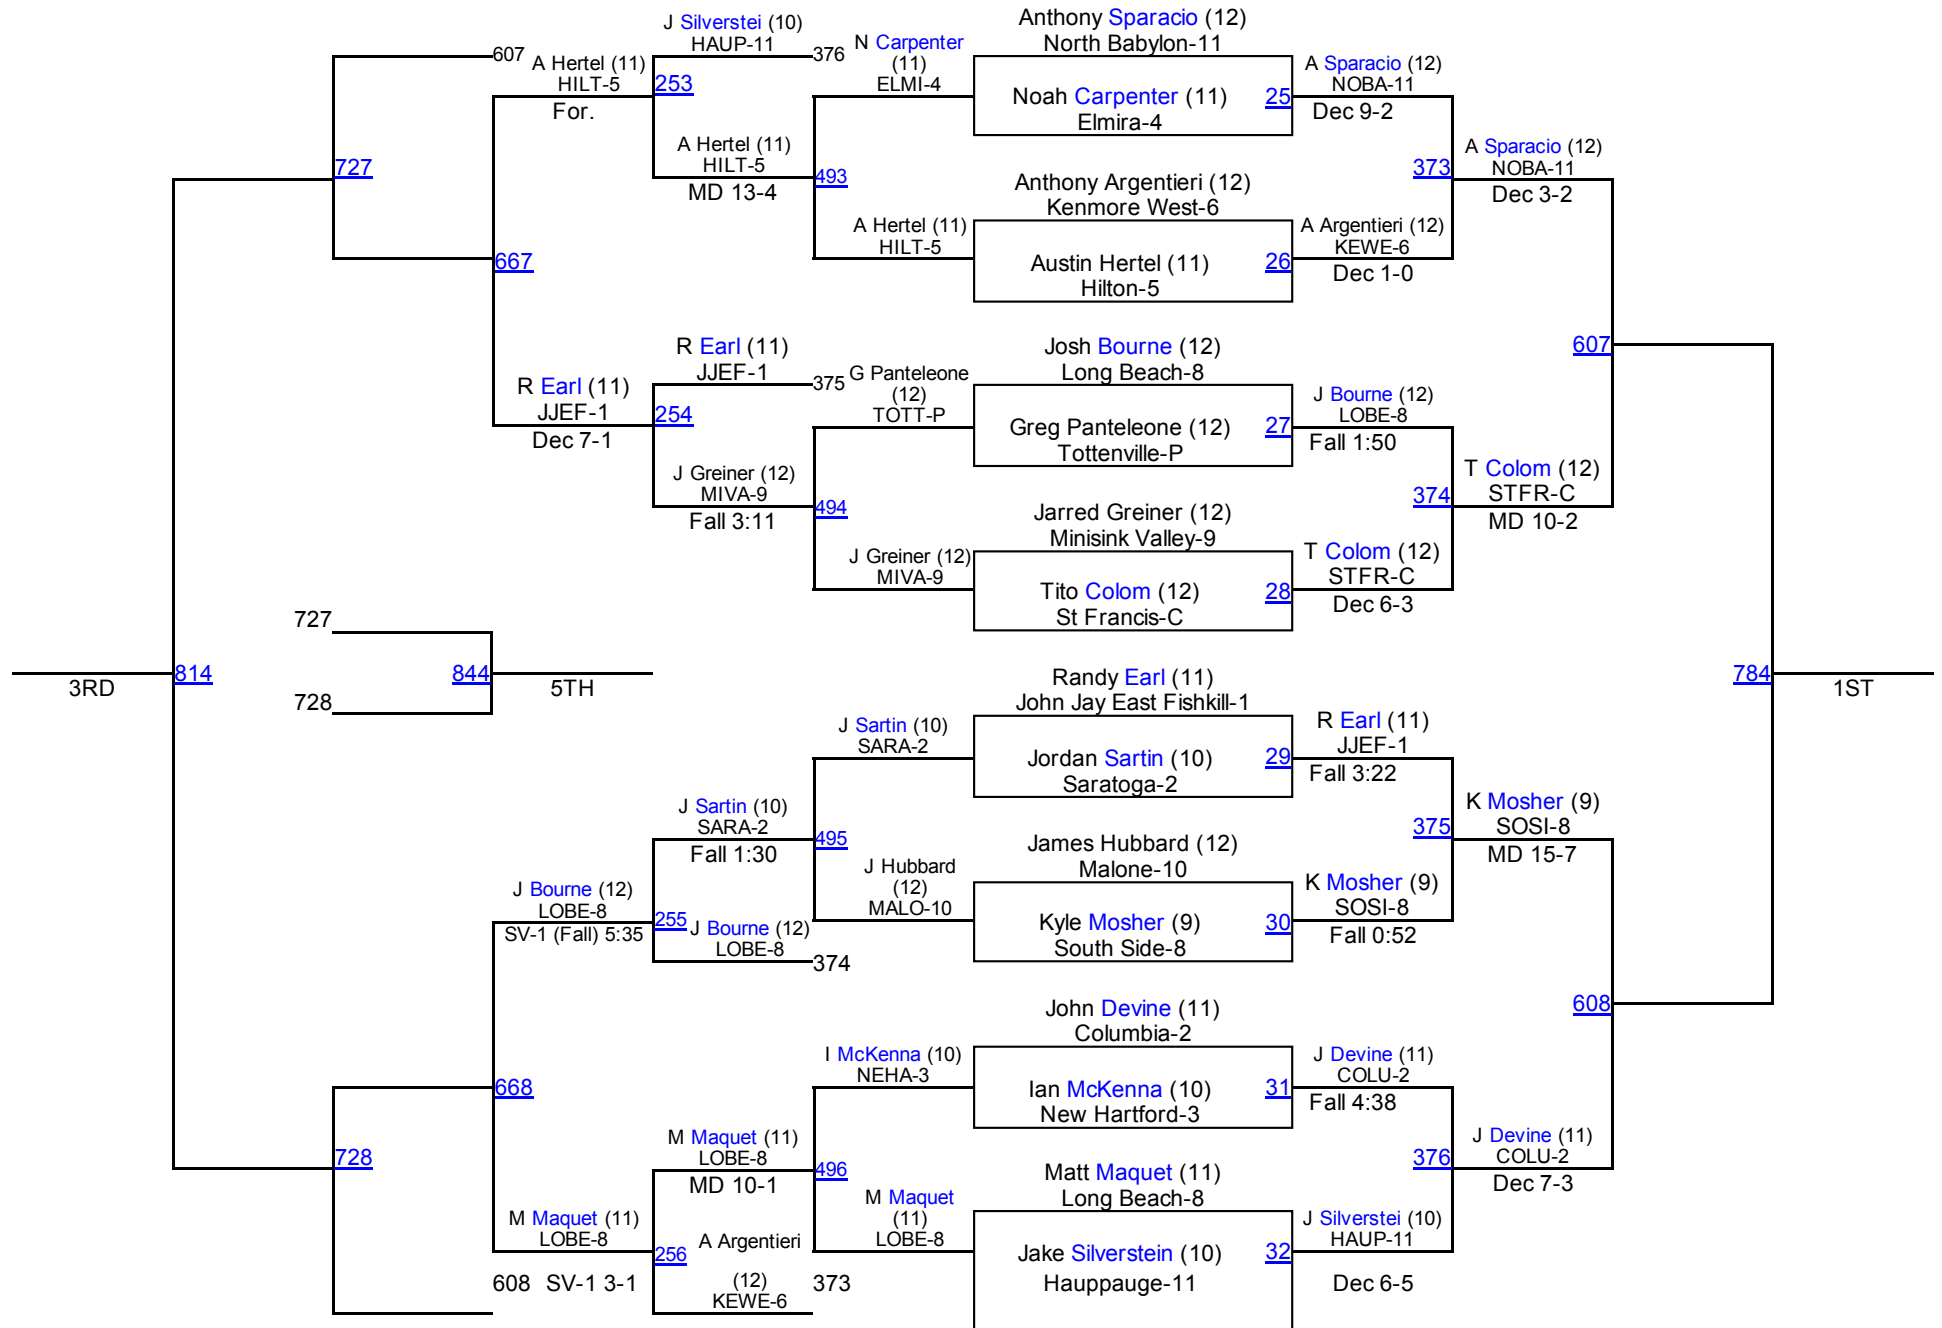 J Silverstei (10)
HAUP-11
607
A Hertel (11)
HILT-5
For.
253
376
N Carpenter
(11)
ELMI-4
Anthony Sparacio (12)
North Babylon-11
Noah Carpenter (11)
Elmira-4
25
A Sparacio (12)
NOBA-11
Dec 9-2
A Hertel (11)
HILT-5
MD 13-4
493
727
373
A Sparacio (12)
NOBA-11
Dec 3-2
Anthony Argentieri (12)
Kenmore West-6
A Hertel (11)
HILT-5
Austin Hertel (11)
Hilton-5
26
A Argentieri (12)
KEWE-6
Dec 1-0
667
R Earl (11)
JJEF-1
375
G Panteleone
(12)
TOTT-P
Josh Bourne (12)
Long Beach-8
Greg Panteleone (12)
Tottenville-P
27
J Bourne (12)
LOBE-8
Fall 1:50
607
R Earl (11)
JJEF-1
Dec 7-1
254
J Greiner (12)
MIVA-9
Fall 3:11
494
374
T Colom (12)
STFR-C
MD 10-2
Jarred Greiner (12)
Minisink Valley-9
J Greiner (12)
MIVA-9
Tito Colom (12)
St Francis-C
28
T Colom (12)
STFR-C
Dec 6-3
727
3RD
814
844
5TH
728
784
1ST
Randy Earl (11)
John Jay East Fishkill-1
J Sartin (10)
SARA-2
Jordan Sartin (10)
Saratoga-2
29
R Earl (11)
JJEF-1
Fall 3:22
J Sartin (10)
SARA-2
Fall 1:30
495
375
K Mosher (9)
SOSI-8
MD 15-7
James Hubbard (12)
Malone-10
J Hubbard
(12)
MALO-10
Kyle Mosher (9)
South Side-8
30
K Mosher (9)
SOSI-8
Fall 0:52
J Bourne (12)
LOBE-8
SV-1 (Fall) 5:35
255
J Bourne (12)
LOBE-8
374
608
John Devine (11)
Columbia-2
I McKenna (10)
NEHA-3
Ian McKenna (10)
New Hartford-3
31
J Devine (11)
COLU-2
Fall 4:38
668
728
M Maquet (11)
LOBE-8
MD 10-1
496
376
J Devine (11)
COLU-2
Dec 7-3
Matt Maquet (11)
Long Beach-8
M Maquet
(11)
LOBE-8
Jake Silverstein (10)
Hauppauge-11
32
J Silverstei (10)
HAUP-11
Dec 6-5
M Maquet (11)
LOBE-8
608
SV-1 3-1
256
A Argentieri
(12)
KEWE-6
373